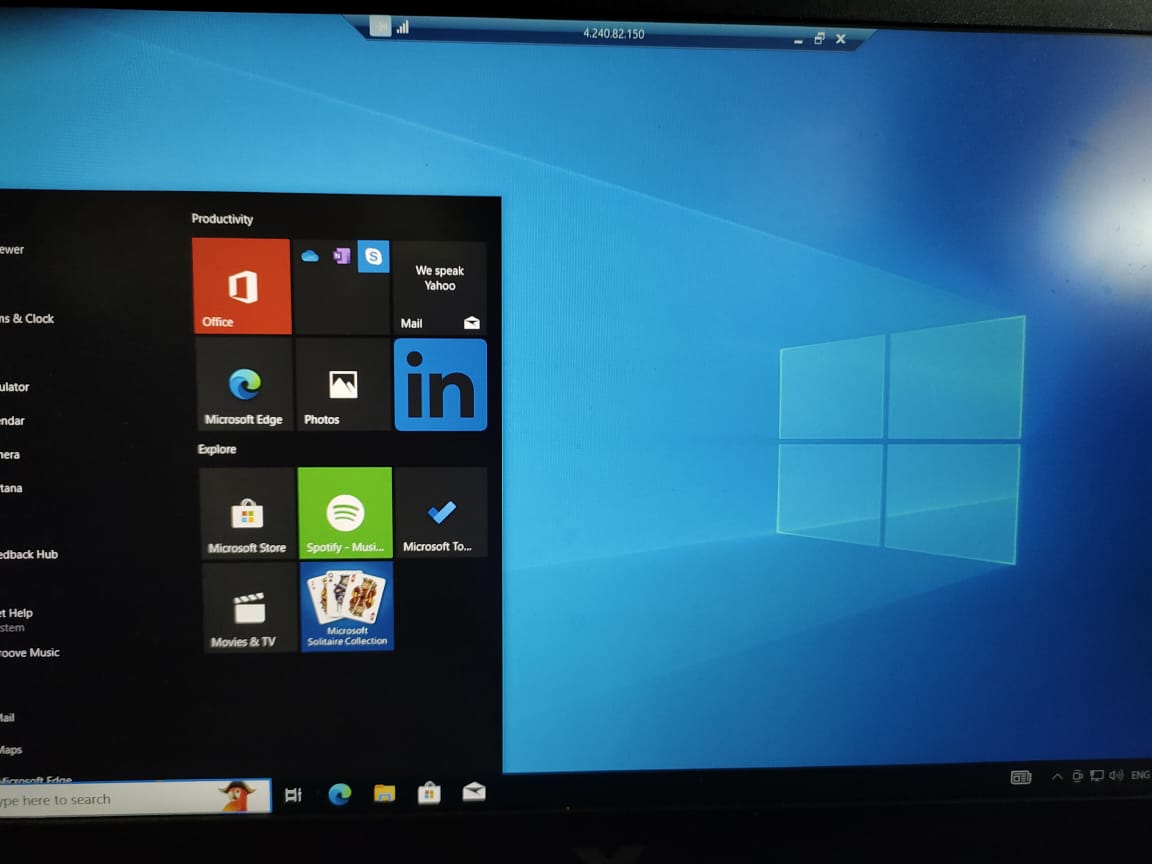 4.240.82.150
Productivity
Office
We speak
Yahoo
Mail
Microsoft Edge
Photos
in
Explore
Microsoft Store
Spotify - Musi...
Microsoft To...
Movies & TV
Microsoft
Solitaire Collection
ewer
ms & Clock
ulator
endar
mera
tana
edback Hub
et Help
stem
roove Music
Mail
Maps
Microsoft Edge
ype here to search
ENG